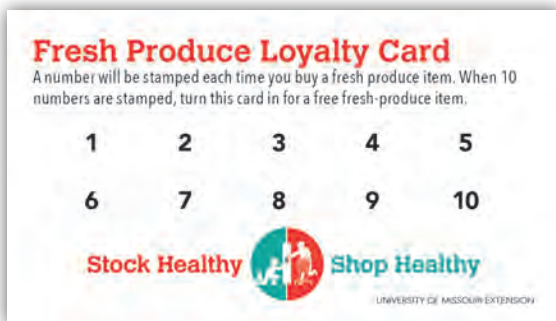 Fresh Produce Loyalty Card
A number will be stamped each time you buy a fresh produce item. When 10
numbers are stamped, turn this card in for a free fresh-produce item.
1 2 3 4 5
6 7 8 9 10
Stock Healthy Shop Healthy
UNIVERSITY OF MISSOURI EXTENSION